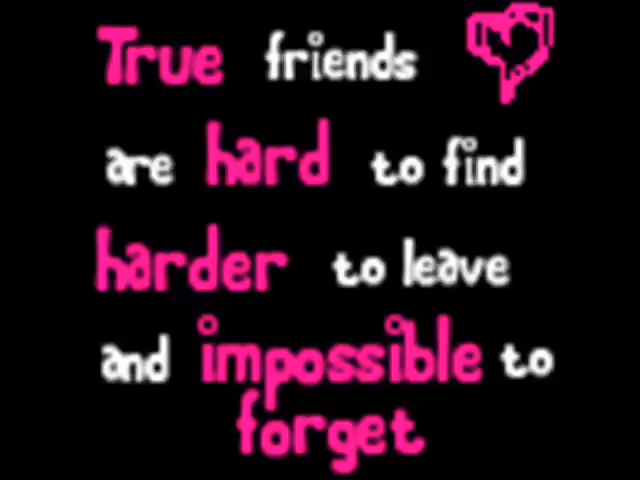 True friends
are hard to find
harder to leave
and impossible to
forget